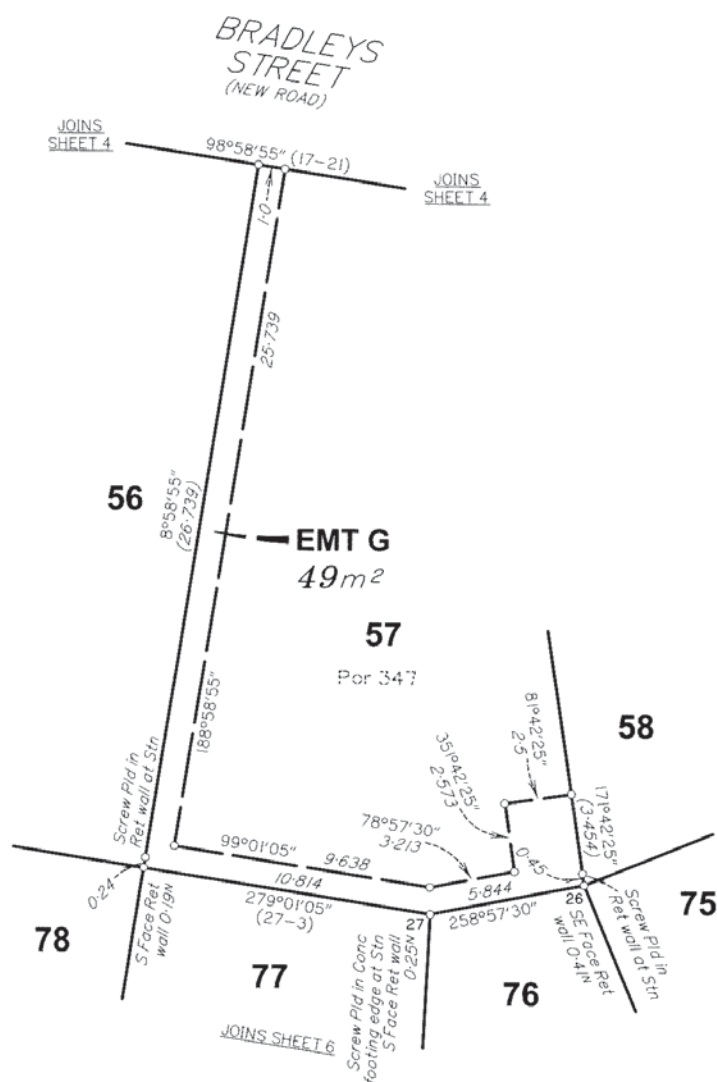 BRADLEYS
STREET
(NEW ROAD)
JOINS
SHEET 4
98°58'55" (17-21)
JOINS
SHEET 4
1·0
25·739
56
8°58'55"
(26·739)
EMT G
49m²
57
Por 347
188°58'55"
58
81°42'25"
2·5
351°42'25"
2·573
171°42'25"
(3·454)
78°57'30"
3·213
Screw Pld in
Ret wall at Stn
99°01'05"
9·638
0·45
0·24
10·814
279°01'05"
(27-3)
5·844
258°57'30"
27
26
S Face Ret
wall 0·19N
Screw Pld in
Ret wall at Stn
75
SE Face Ret
wall 0·41N
78
77
Screw Pld in Conc
footing edge at Stn
S Face Ret wall
0·25N
76
JOINS SHEET 6